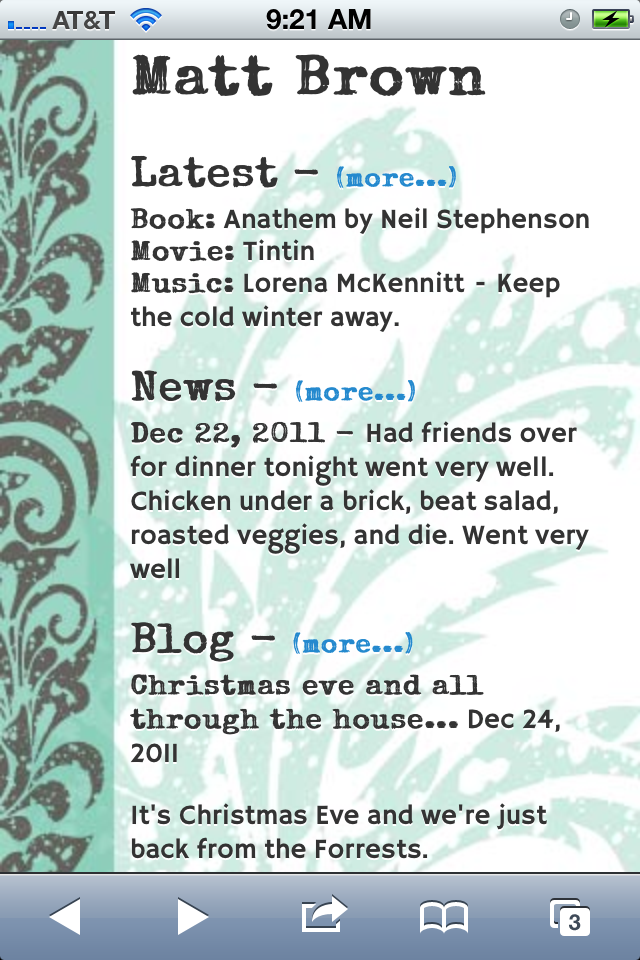 AT&T 9:21 AM
Matt Brown
Latest - (more...)
Book: Anathem by Neil Stephenson
Movie: Tintin
Music: Lorena McKennitt - Keep
the cold winter away.
News - (more...)
Dec 22, 2011 - Had friends over
for dinner tonight went very well.
Chicken under a brick, beat salad,
roasted veggies, and die. Went very
well
Blog - (more...)
Christmas eve and all
through the house... Dec 24,
2011
It's Christmas Eve and we're just
back from the Forrests.
3